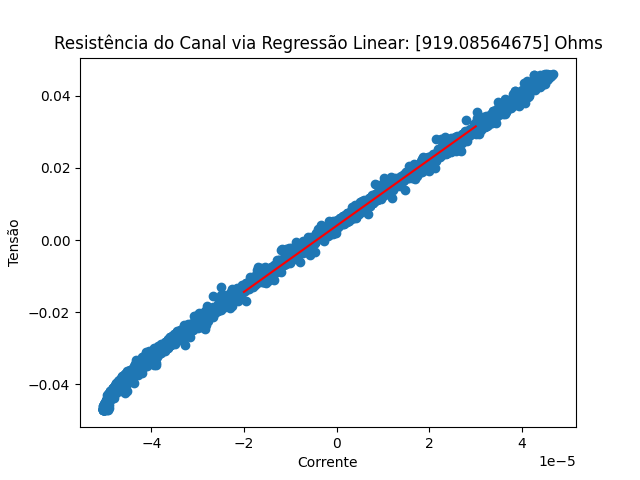 Resistência do Canal via Regressão Linear: [919.08564675] Ohms
Tensão
0.04
0.02
0.00
−0.02
−0.04
−4
−2
0
2
4
1e−5
Corrente